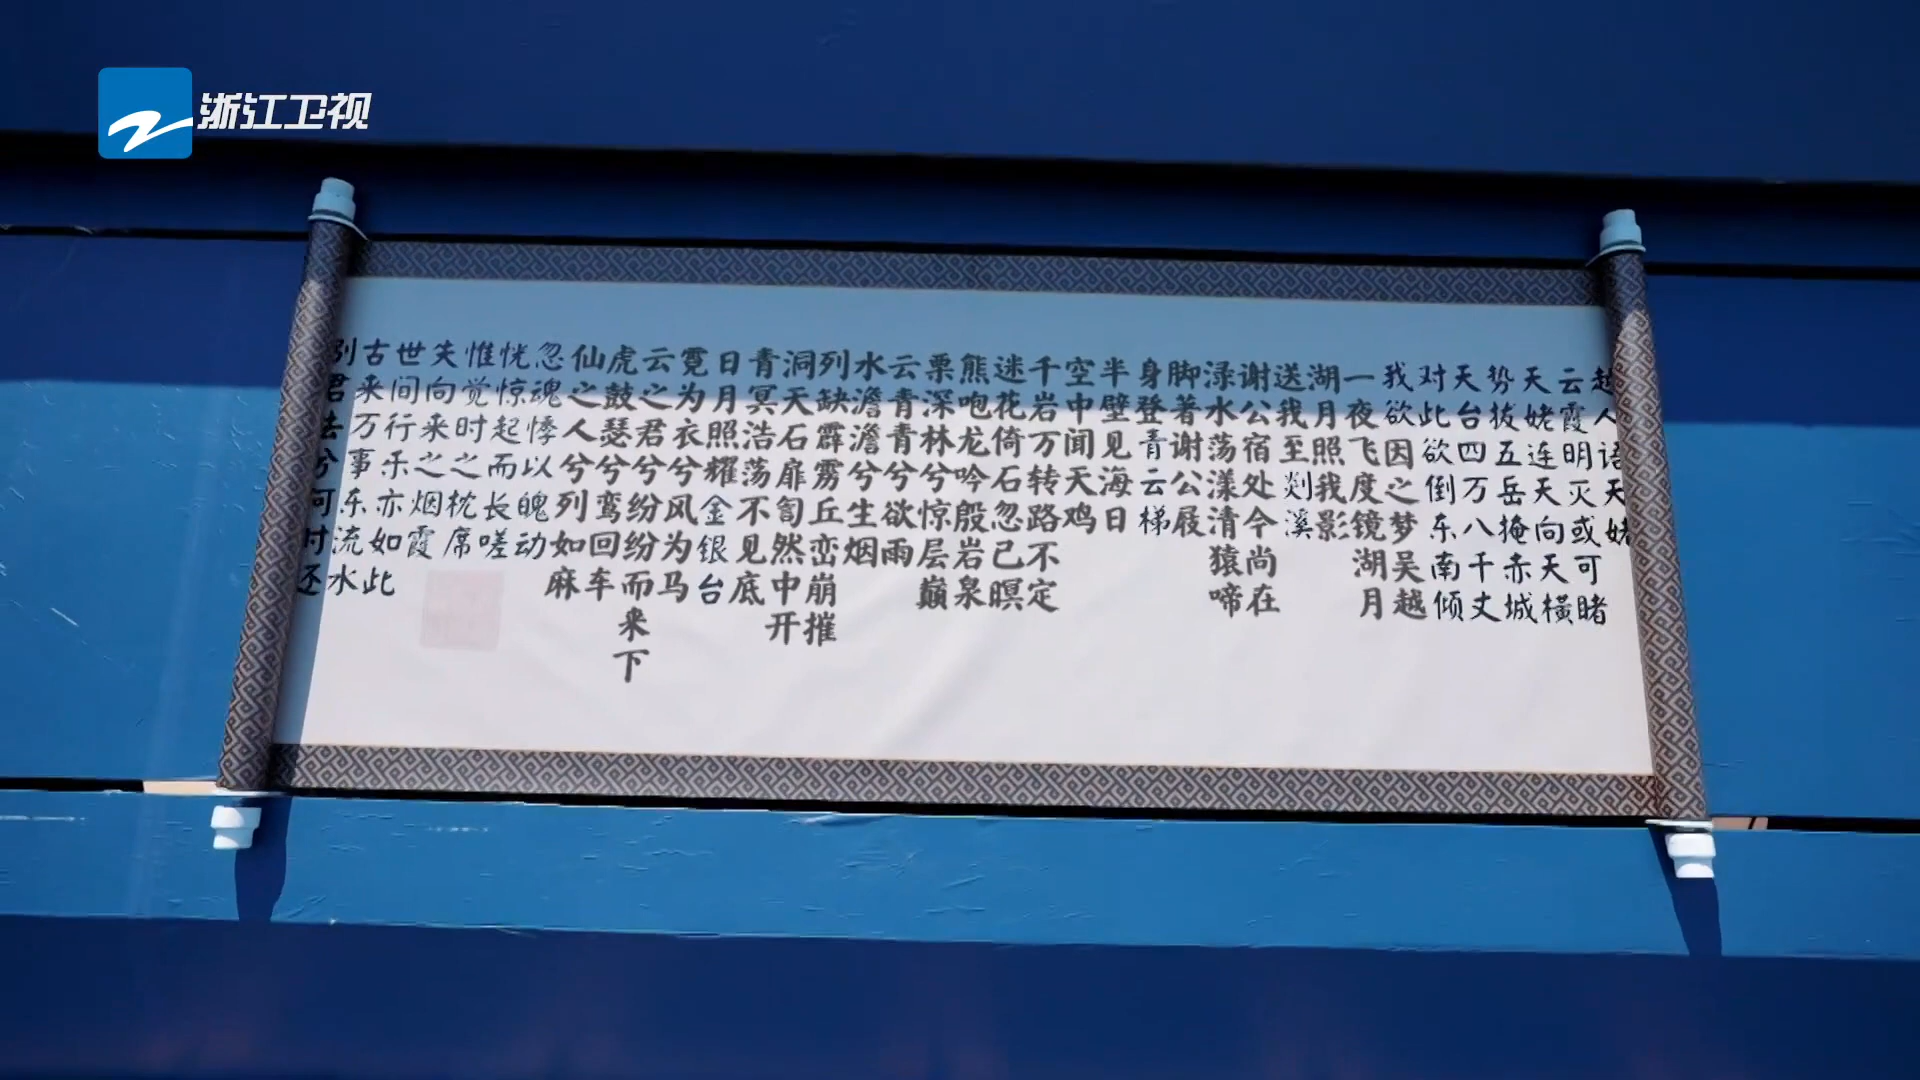 浙江卫视
越人语天姥
云霞明灭或可睹
天姥连天向天横
势拔五岳掩赤城
天台四万八千丈
对此欲倒东南倾
我欲因之梦吴越
一夜飞度镜湖月
湖月照我影
送我至剡溪
谢公宿处今尚在
渌水荡漾清猿啼
脚著谢公屐
身登青云梯
半壁见海日
空中闻天鸡
千岩万转路不定
迷花倚石忽已暝
熊咆龙吟殷岩泉
栗深林兮惊层巅
云青青兮欲雨
水澹澹兮生烟
列缺霹雳丘峦崩摧
洞天石扉訇然中开
青冥浩荡不见底
日月照耀金银台
霓为衣兮风为马
云之君兮纷纷而来下
虎鼓瑟兮鸾回车
仙之人兮列如麻
忽魂悸以魄动
恍惊起而长嗟
惟觉时之枕席
失向来之烟霞
世间行乐亦如此
古来万事东流水
别君去兮何时还